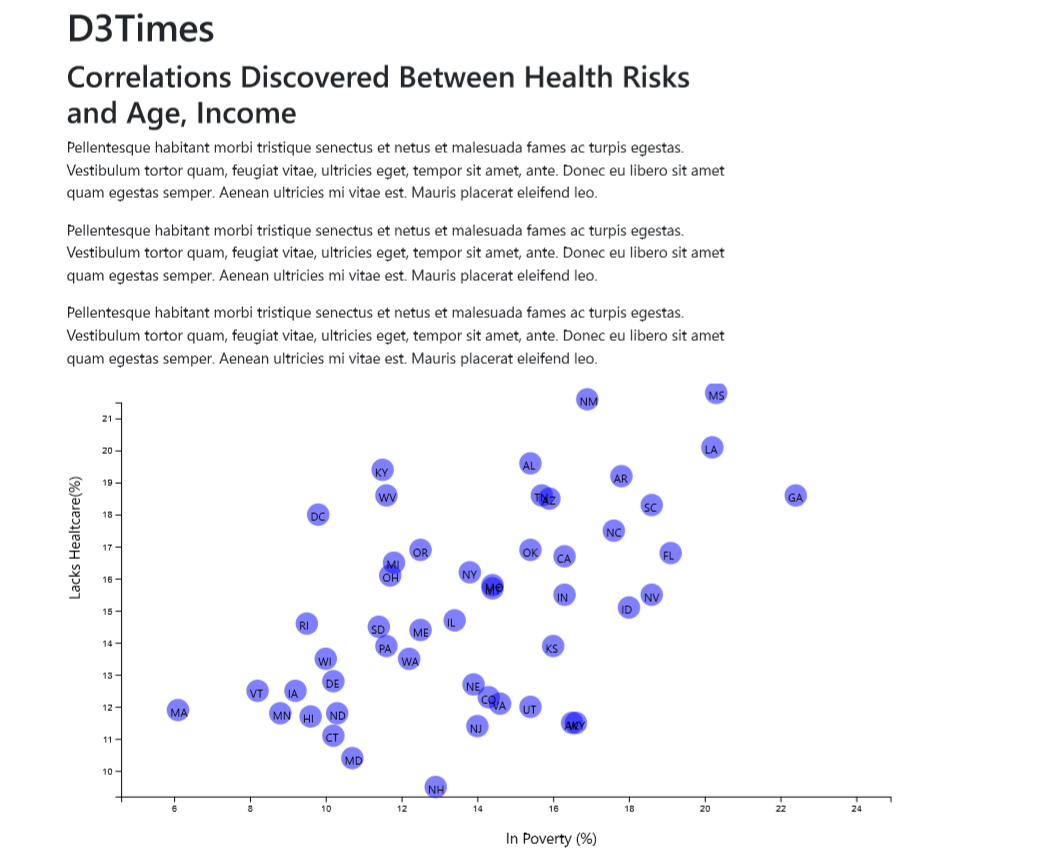 D3Times
Correlations Discovered Between Health Risks
and Age, Income
Pellentesque habitant morbi tristique senectus et netus et malesuada fames ac turpis egestas.
Vestibulum tortor quam, feugiat vitae, ultricies eget, tempor sit amet, ante. Donec eu libero sit amet
quam egestas semper. Aenean ultricies mi vitae est. Mauris placerat eleifend leo.
Pellentesque habitant morbi tristique senectus et netus et malesuada fames ac turpis egestas.
Vestibulum tortor quam, feugiat vitae, ultricies eget, tempor sit amet, ante. Donec eu libero sit amet
quam egestas semper. Aenean ultricies mi vitae est. Mauris placerat eleifend leo.
Pellentesque habitant morbi tristique senectus et netus et malesuada fames ac turpis egestas.
Vestibulum tortor quam, feugiat vitae, ultricies eget, tempor sit amet, ante. Donec eu libero sit amet
quam egestas semper. Aenean ultricies mi vitae est. Mauris placerat eleifend leo.
Lacks Healtcare(%)
21
20
19
18
17
16
15
14
13
12
11
10
MS
NM
LA
AL
KY
AR
WV
TN
AZ
GA
SC
DC
NC
OR
OK
CA
FL
MI
OH
NY
IN
NV
ID
RI
SD
ME
IL
PA
WA
KS
WI
DE
NE
VT
IA
CO
VA
UT
MA
MN
HI
ND
NJ
CT
MD
NH
6
8
10
12
14
16
18
20
22
24
In Poverty (%)